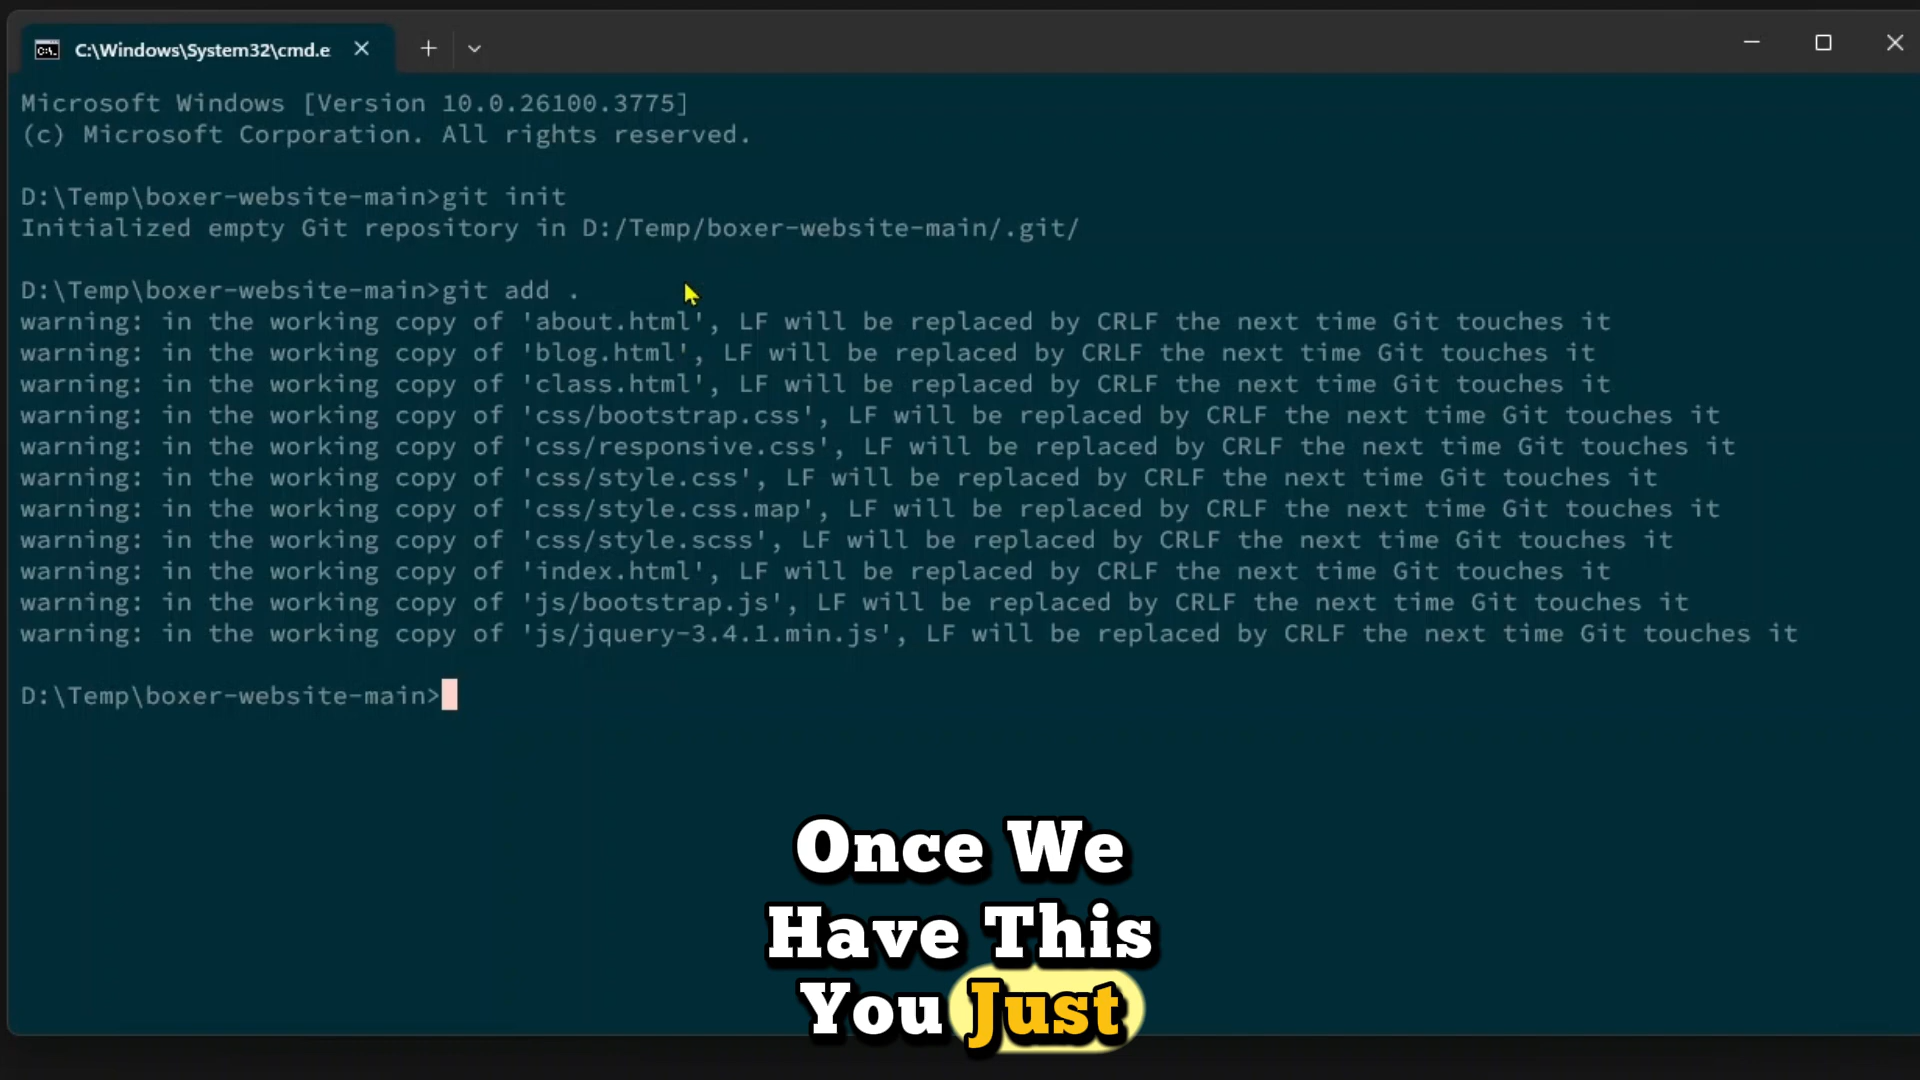 C:\Windows\System32\cmd.e
Microsoft Windows [Version 10.0.26100.3775]
(c) Microsoft Corporation. All rights reserved.
D:\Temp\boxer-website-main>git init
Initialized empty Git repository in D:/Temp/boxer-website-main/.git/
D:\Temp\boxer-website-main>git add .
warning: in the working copy of 'about.html', LF will be replaced by CRLF the next time Git touches it
warning: in the working copy of 'blog.html', LF will be replaced by CRLF the next time Git touches it
warning: in the working copy of 'class.html', LF will be replaced by CRLF the next time Git touches it
warning: in the working copy of 'css/bootstrap.css', LF will be replaced by CRLF the next time Git touches it
warning: in the working copy of 'css/responsive.css', LF will be replaced by CRLF the next time Git touches it
warning: in the working copy of 'css/style.css', LF will be replaced by CRLF the next time Git touches it
warning: in the working copy of 'css/style.css.map', LF will be replaced by CRLF the next time Git touches it
warning: in the working copy of 'css/style.scss', LF will be replaced by CRLF the next time Git touches it
warning: in the working copy of 'index.html', LF will be replaced by CRLF the next time Git touches it
warning: in the working copy of 'js/bootstrap.js', LF will be replaced by CRLF the next time Git touches it
warning: in the working copy of 'js/jquery-3.4.1.min.js', LF will be replaced by CRLF the next time Git touches it
D:\Temp\boxer-website-main>
Once We
Have This
You Just